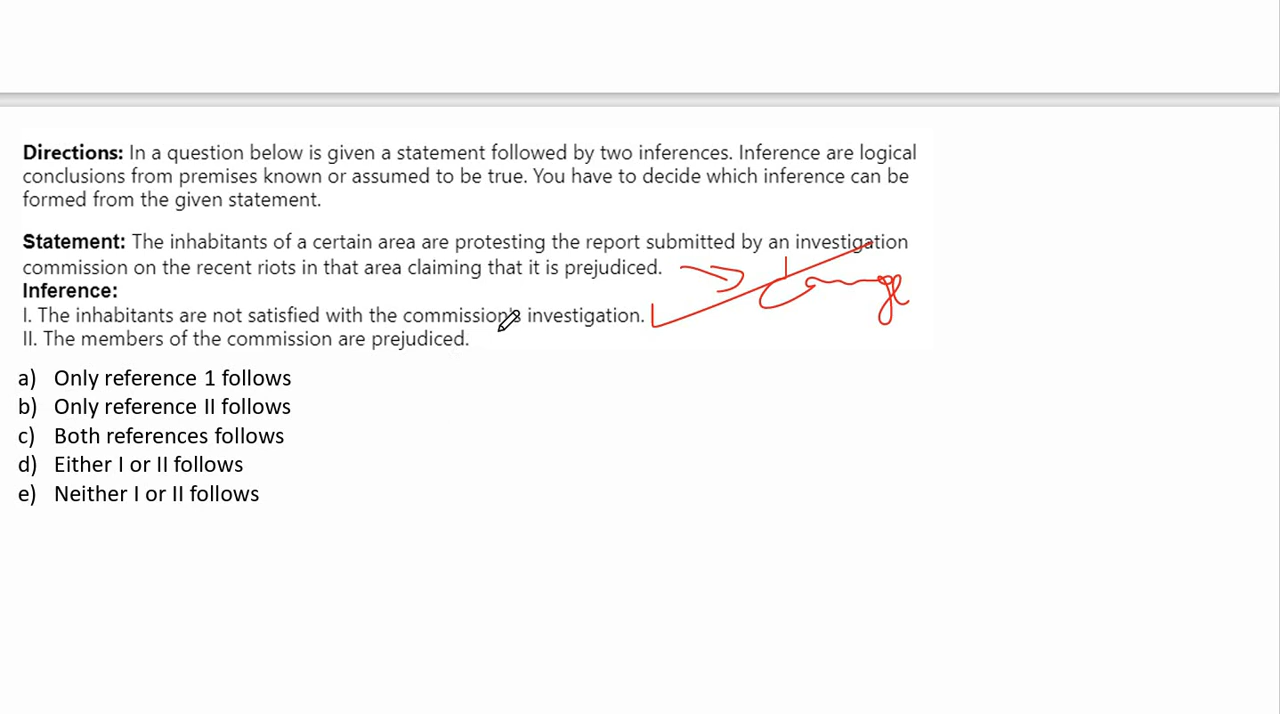 Directions: In a question below is given a statement followed by two inferences. Inference are logical
conclusions from premises known or assumed to be true. You have to decide which inference can be
formed from the given statement.
Statement: The inhabitants of a certain area are protesting the report submitted by an investigation
commission on the recent riots in that area claiming that it is prejudiced.
Inference:
I. The inhabitants are not satisfied with the commission's investigation.
II. The members of the commission are prejudiced.
a) Only reference 1 follows
b) Only reference II follows
c) Both references follows
d) Either I or II follows
e) Neither I or II follows